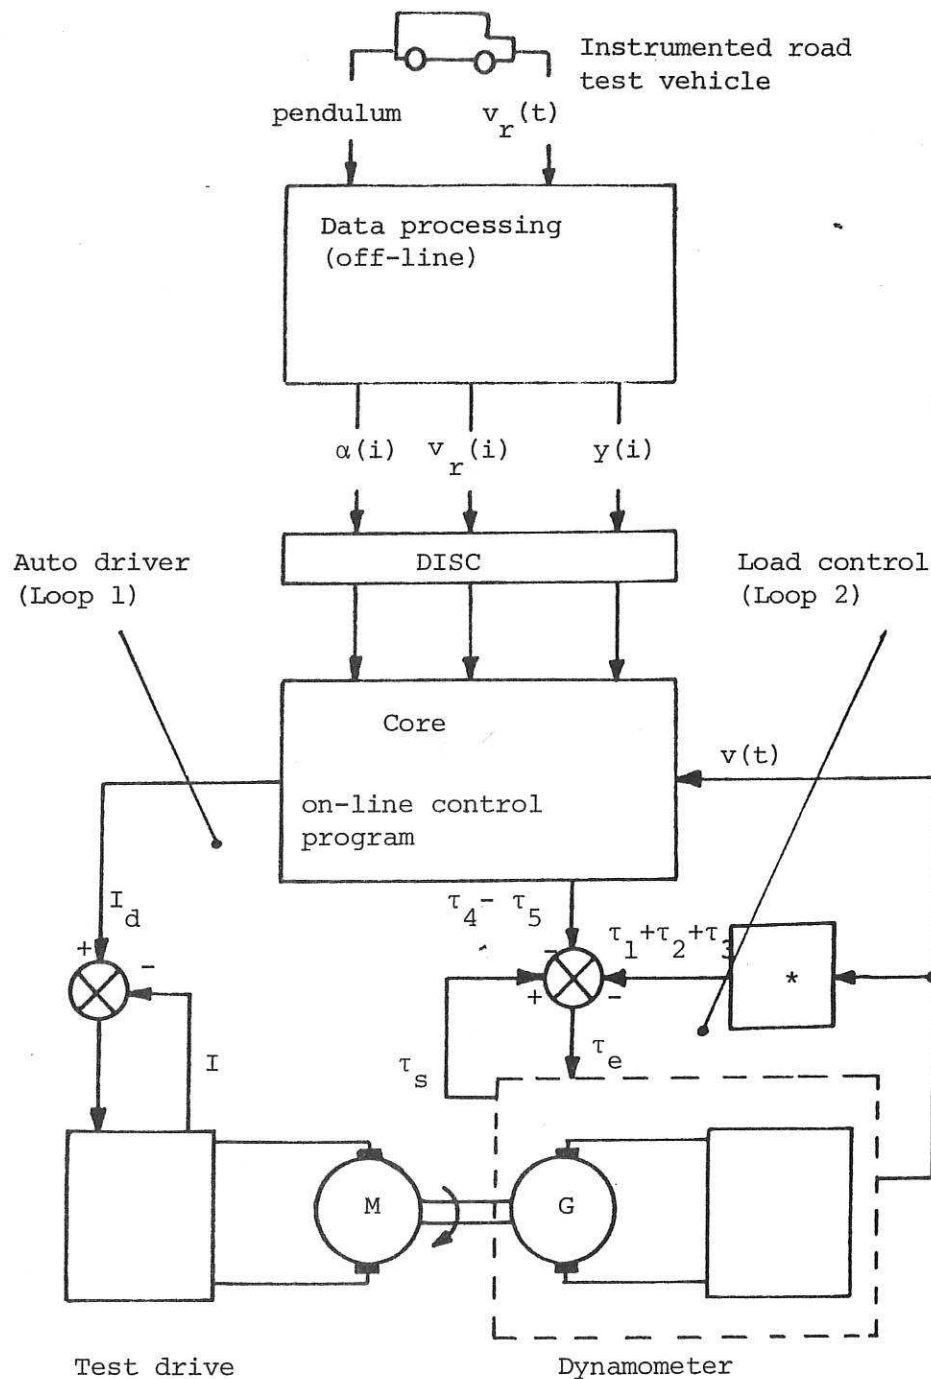 Instrumented road
test vehicle
pendulum
v_r(t)
Data processing
(off-line)
α(i)
v_r(i)
y(i)
DISC
Auto driver
(Loop 1)
Load control
(Loop 2)
Core
on-line control
program
v(t)
I_d
τ_4 - τ_5
τ_1+τ_2+τ_3
+
-
-
+
-
*
I
τ_s
τ_e
M
G
Test drive
Dynamometer